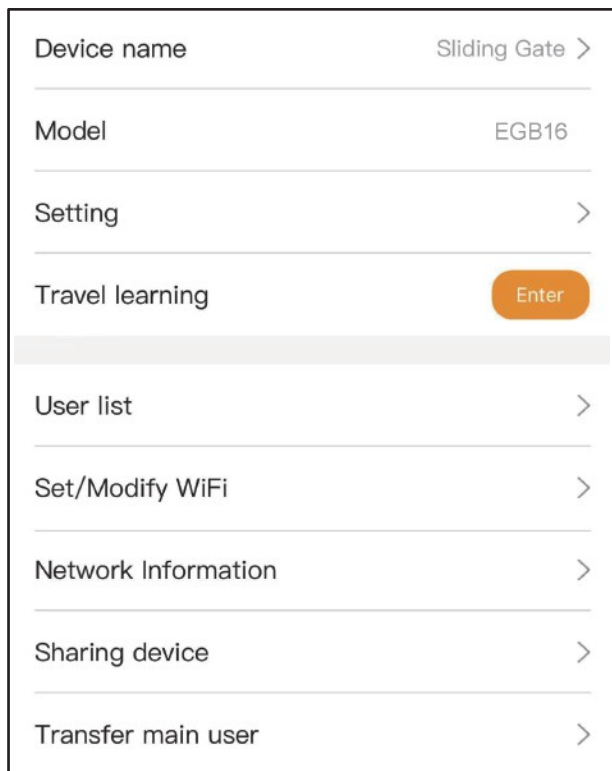 Device name Sliding Gate >
Model EGB16
Setting >
Travel learning Enter
User list >
Set/Modify WiFi >
Network Information >
Sharing device >
Transfer main user >